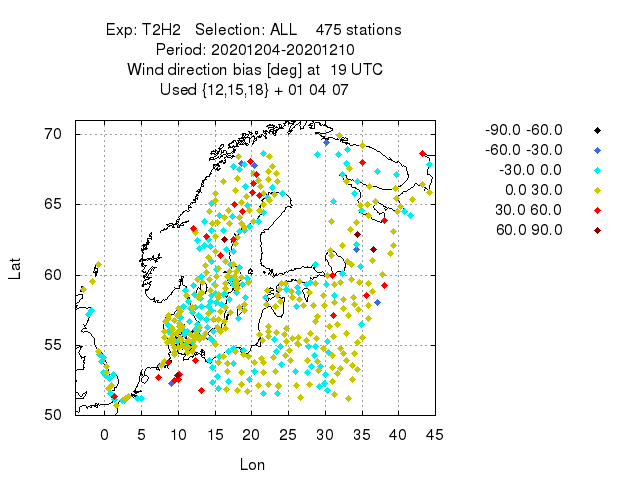 Exp: T2H2   Selection: ALL    475 stations
Period: 20201204-20201210
Wind direction bias [deg] at  19 UTC
Used {12,15,18} + 01 04 07
-90.0 -60.0
-60.0 -30.0
-30.0 0.0
0.0 30.0
30.0 60.0
60.0 90.0
70
65
60
55
50
Lat
0 5 10 15 20 25 30 35 40 45
Lon